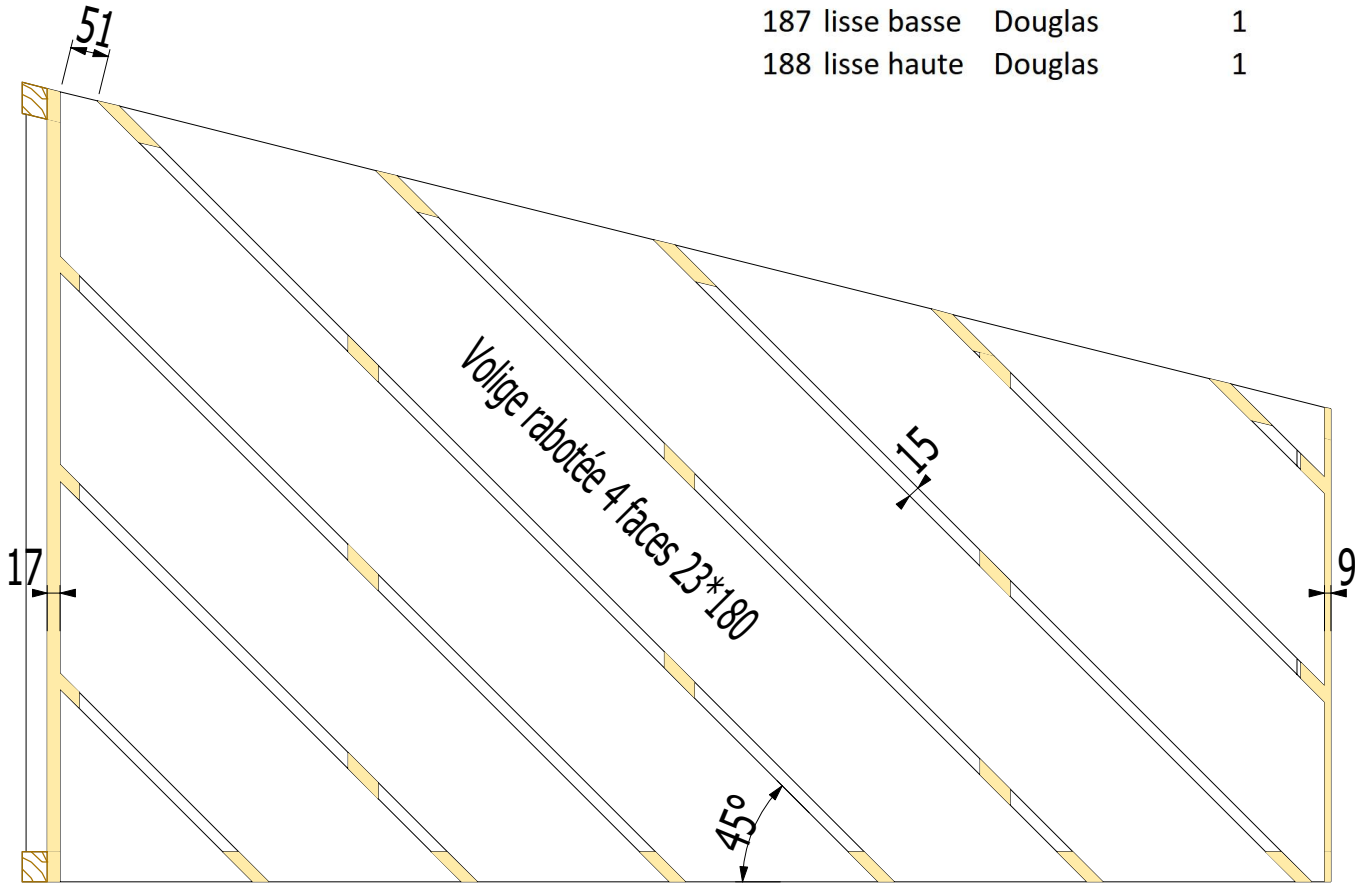 187 lisse basse Douglas 1
188 lisse haute Douglas 1
51
Volige rabotée 4 faces 23*180
15
17
9
45°